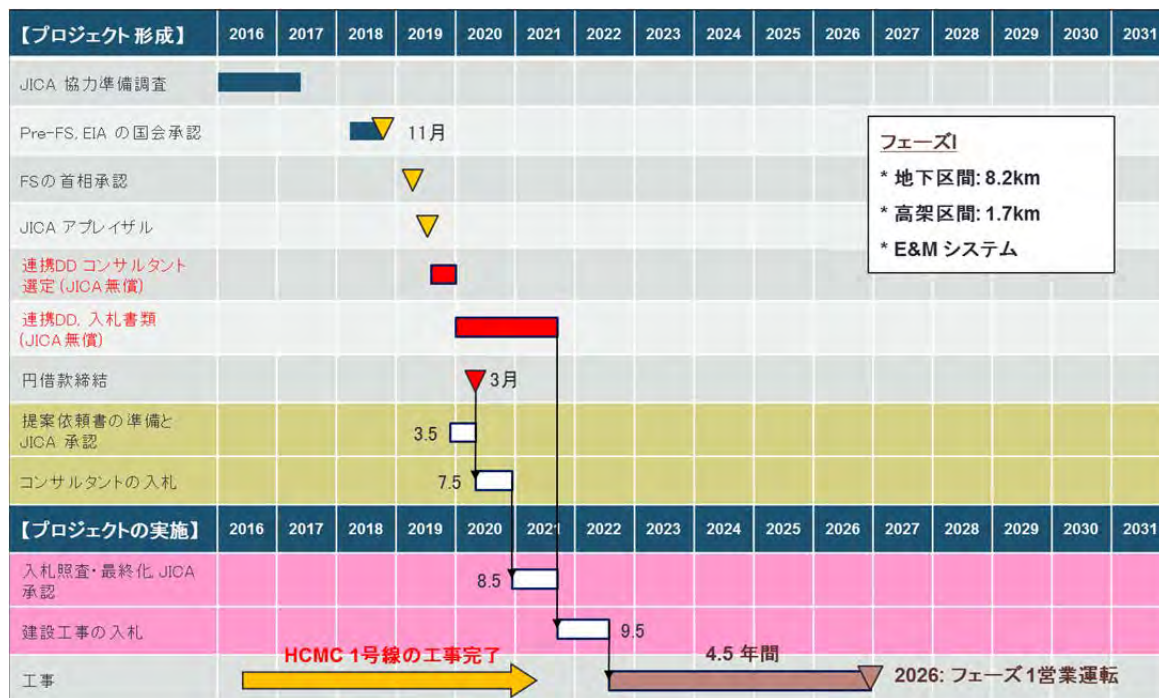 【プロジェクト 形成】 2016 2017 2018 2019 2020 2021 2022 2023 2024 2025 2026 2027 2028 2029 2030 2031
JICA 協力準備調査
Pre-FS, EIA の国会承認 11月
FSの首相承認
JICA アプレイザル
連携DD コンサルタント
選定 (JICA無償)
連携DD, 入札書類
(JICA無償)
円借款締結 3月
提案依頼書の準備と
JICA 承認
3.5
コンサルタントの入札 7.5
フェーズI
* 地下区間: 8.2km
* 高架区間: 1.7km
* E&M システム
【プロジェクトの実施】 2016 2017 2018 2019 2020 2021 2022 2023 2024 2025 2026 2027 2028 2029 2030 2031
入札照査・最終化, JICA
承認
8.5
建設工事の入札 9.5
HCMC 1号線の工事完了 4.5 年間
工事 2026: フェーズ1営業運転